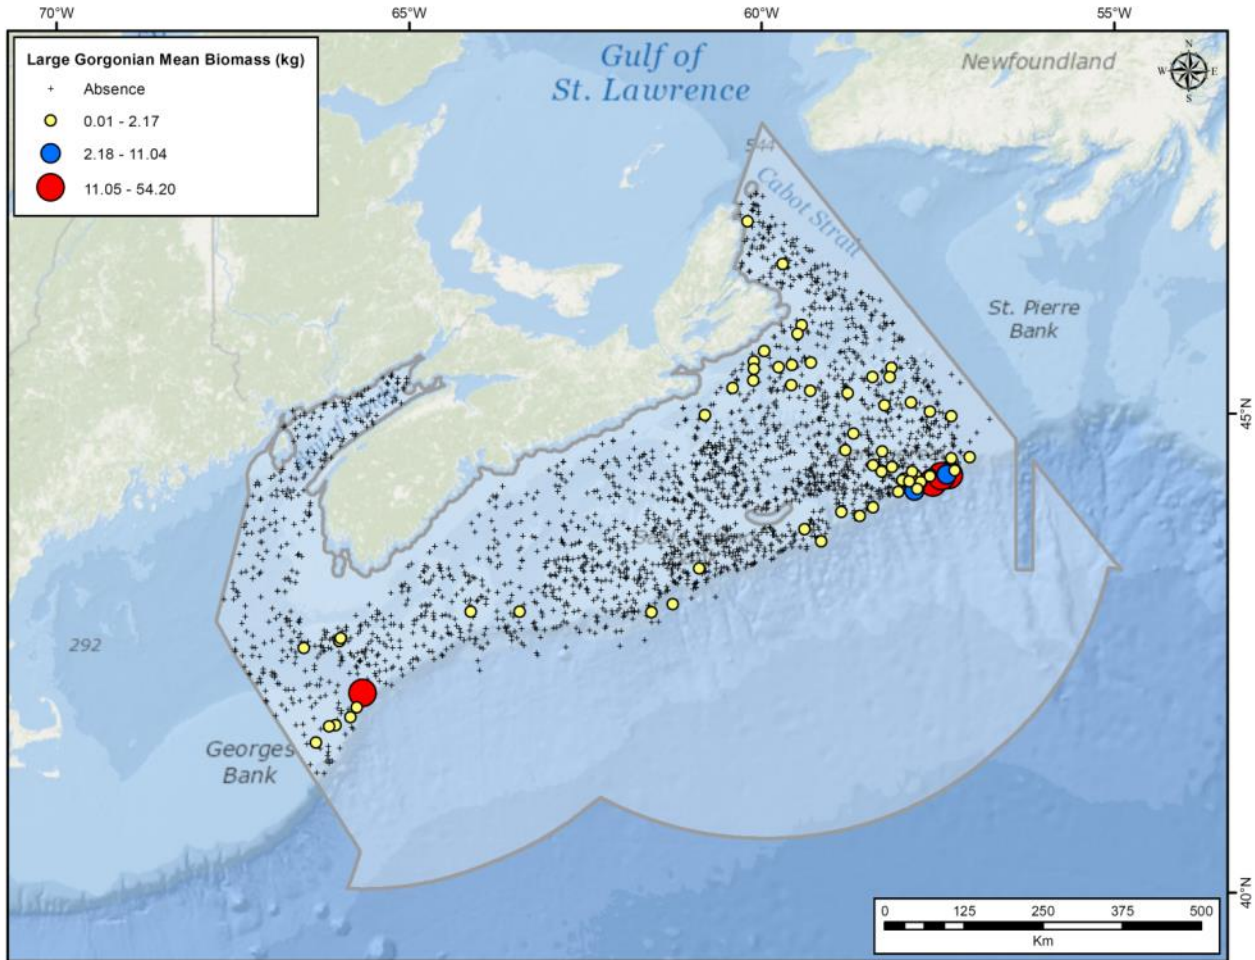 70°W
65°W
60°W
55°W
Large Gorgonian Mean Biomass (kg)
Absence
0.01 - 2.17
2.18 - 11.04
11.05 - 54.20
Gulf of
St. Lawrence
Newfoundland
N
W
E
S
544
Cabot Strait
St. Pierre
Bank
45°N
292
Georges
Bank
40°N
0
125
250
375
500
Km